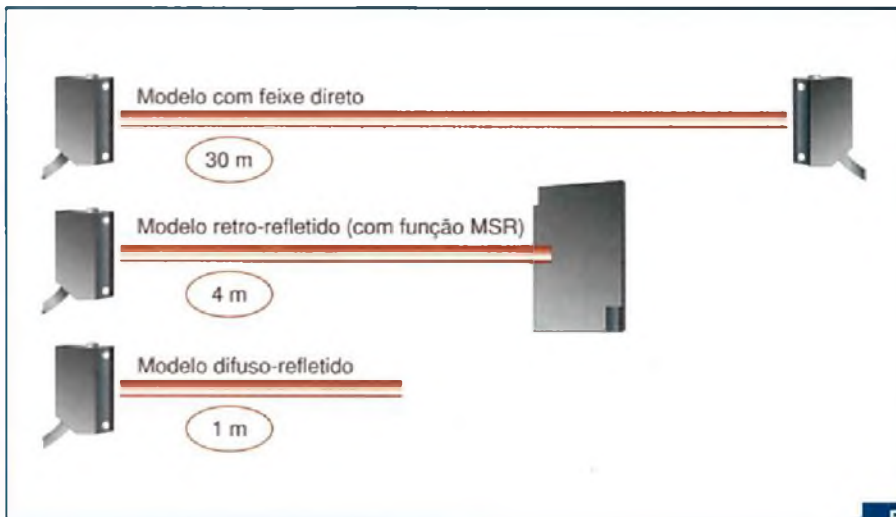 Modelo com feixe direto
30 m
Modelo retro-refletido (com função MSR)
4 m
Modelo difuso-refletido
1 m